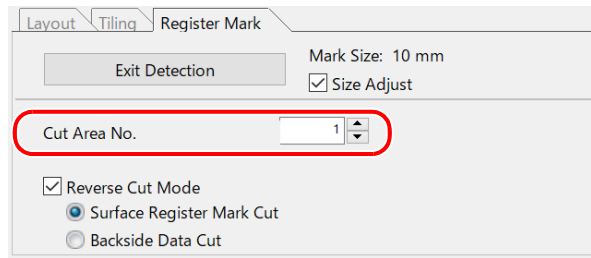 Layout Tiling Register Mark
Exit Detection
Mark Size: 10 mm
Size Adjust
Cut Area No. 1
Reverse Cut Mode
Surface Register Mark Cut
Backside Data Cut